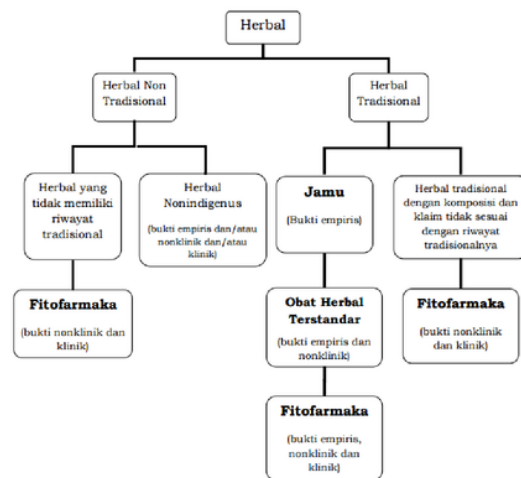 Herbal
Herbal Non
Tradisional
Herbal
Tradisional
Herbal yang
tidak memiliki
riwayat
tradisional
Herbal
Nonindigenus
(bukti empiris dan/atau
nonklinik dan/atau
klinik)
Jamu
(Bukti empiris)
Herbal tradisional
dengan komposisi dan
klaim tidak sesuai
dengan riwayat
tradisionalnya
Fitofarmaka
(bukti nonklinik dan
klinik)
Obat Herbal
Terstandar
(bukti empiris dan
nonklinik)
Fitofarmaka
(bukti nonklinik
dan klinik)
Fitofarmaka
(bukti empiris,
nonklinik dan
klinik)